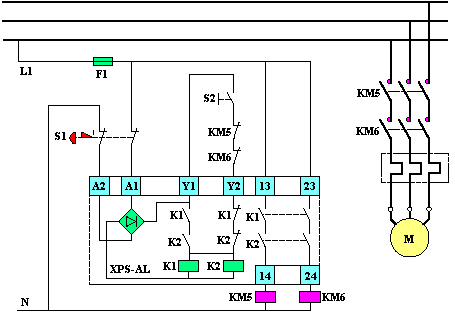 L1
F1
KM5
S2
S1
KM5
KM6
KM6
A2 A1 Y1 Y2 13 23
K1 K1 K1
M
K2 K2 K2
XPS-AL K1 K2
14 24
N KM5 KM6